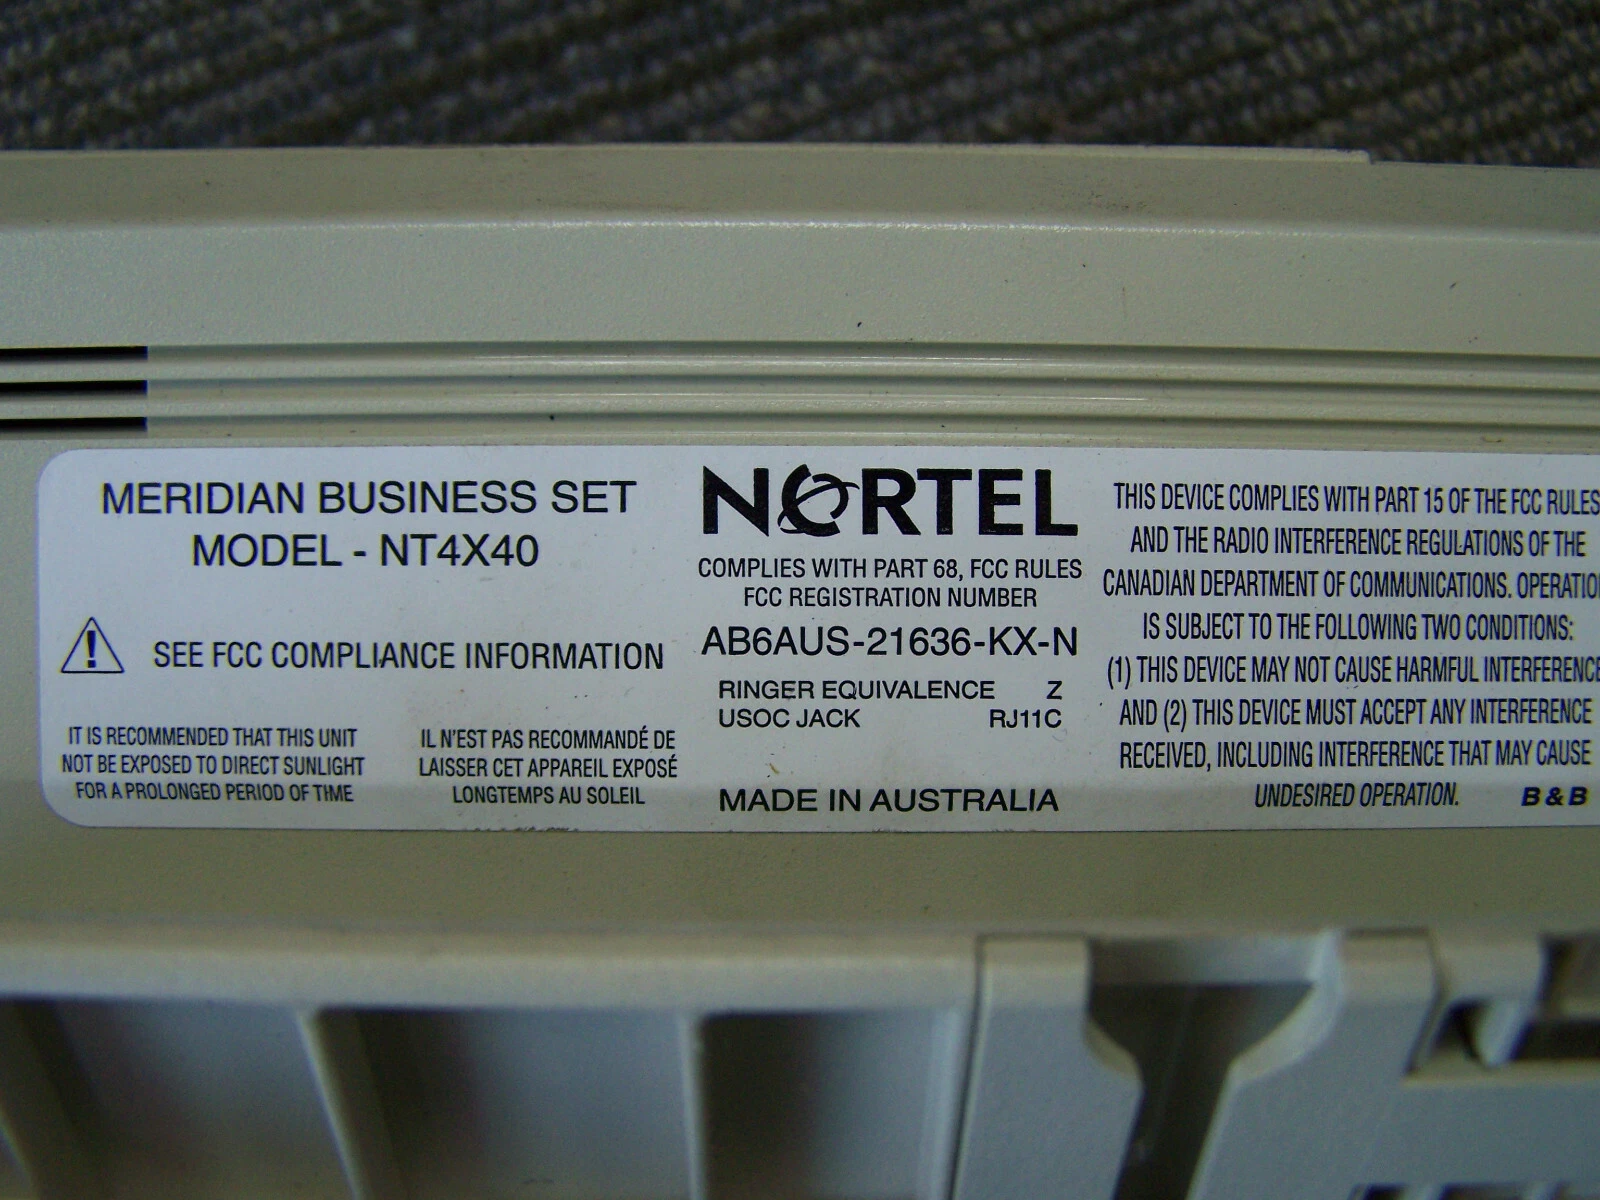 MERIDIAN BUSINESS SET
MODEL - NT4X40
SEE FCC COMPLIANCE INFORMATION
IT IS RECOMMENDED THAT THIS UNIT
NOT BE EXPOSED TO DIRECT SUNLIGHT
FOR A PROLONGED PERIOD OF TIME
IL N'EST PAS RECOMMANDÉ DE
LAISSER CET APPAREIL EXPOSÉ
LONGTEMPS AU SOLEIL
NORTEL
COMPLIES WITH PART 68, FCC RULES
FCC REGISTRATION NUMBER
AB6AUS-21636-KX-N
RINGER EQUIVALENCE Z
USOC JACK RJ11C
MADE IN AUSTRALIA
THIS DEVICE COMPLIES WITH PART 15 OF THE FCC RULES
AND THE RADIO INTERFERENCE REGULATIONS OF THE
CANADIAN DEPARTMENT OF COMMUNICATIONS. OPERATIO
IS SUBJECT TO THE FOLLOWING TWO CONDITIONS:
(1) THIS DEVICE MAY NOT CAUSE HARMFUL INTERFERENCE
AND (2) THIS DEVICE MUST ACCEPT ANY INTERFERENCE
RECEIVED, INCLUDING INTERFERENCE THAT MAY CAUSE
UNDESIRED OPERATION. B & B